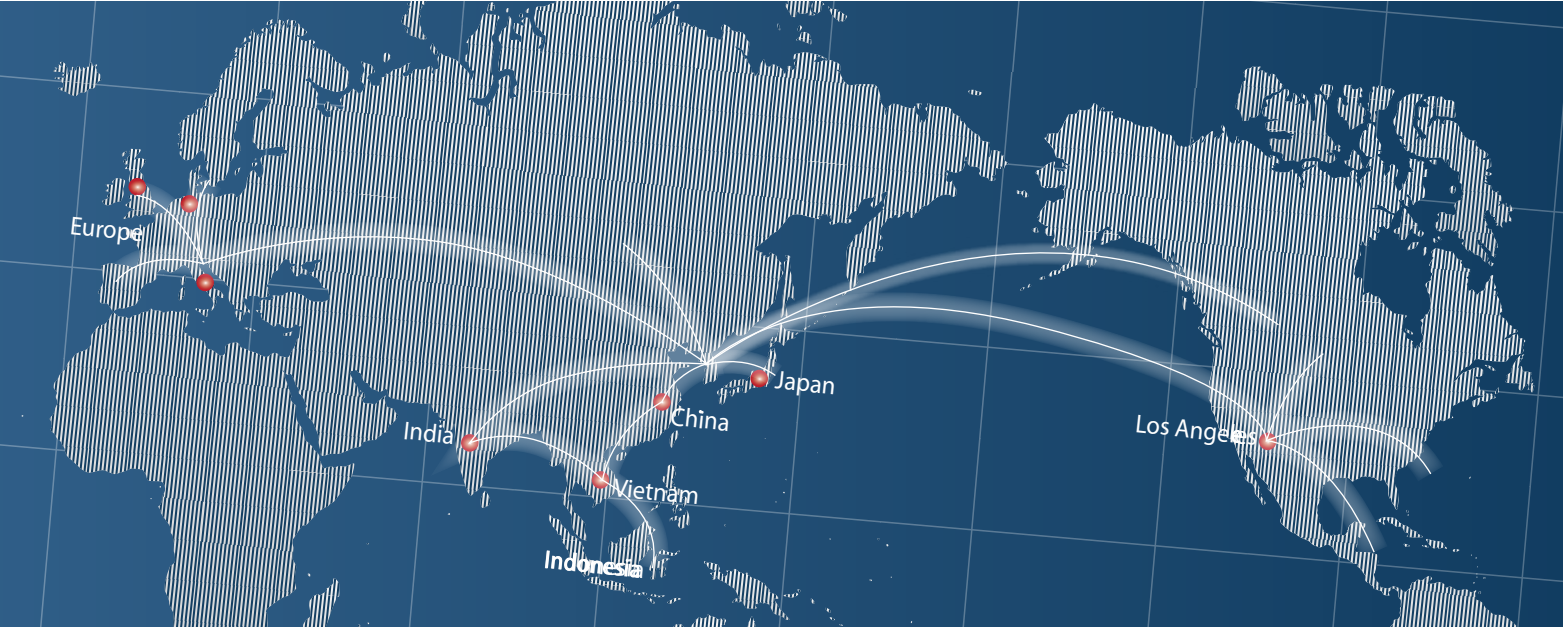 Europe
Japan
China
India
Los Angeles
Vietnam
Indonesia